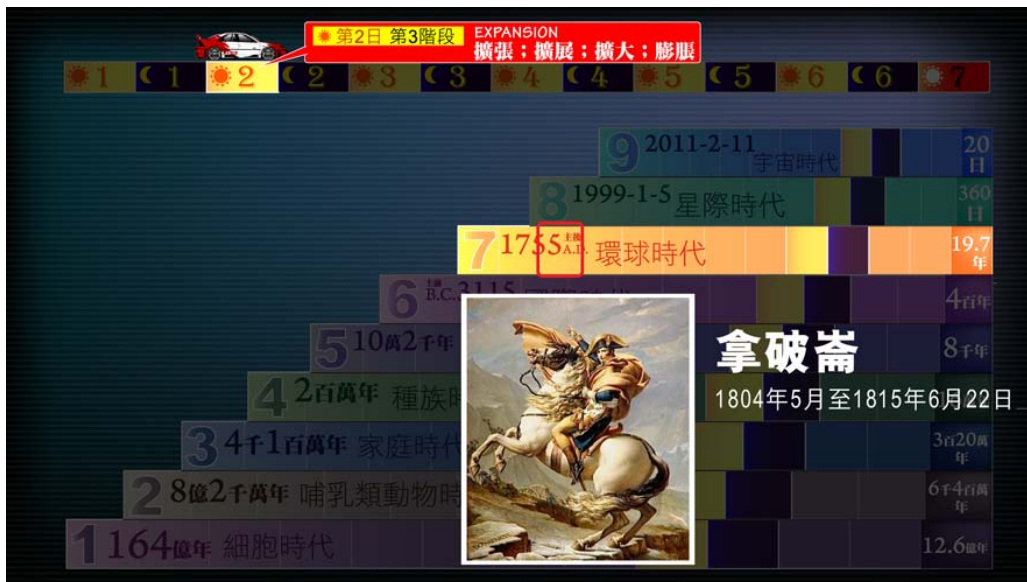 第2日 第3階段 EXPANSION
擴張；擴展；擴大；膨脹
1 1 2 2 3 3 4 4 5 5 6 6 7
9 2011-2-11 宇宙時代 20日
8 1999-1-5 星際時代 360日
7 1755 主後 A.D. 環球時代 19.7年
6 主前 B.C.3115 國際時代 4百年
5 10萬2千年 8千年
拿破崙
1804年5月至1815年6月22日
4 2百萬年 種族時
3 4千1百萬年 家庭時代 3百20萬年
2 8億2千萬年 哺乳類動物時 6千4百萬年
1 164億年 細胞時代 12.6億年